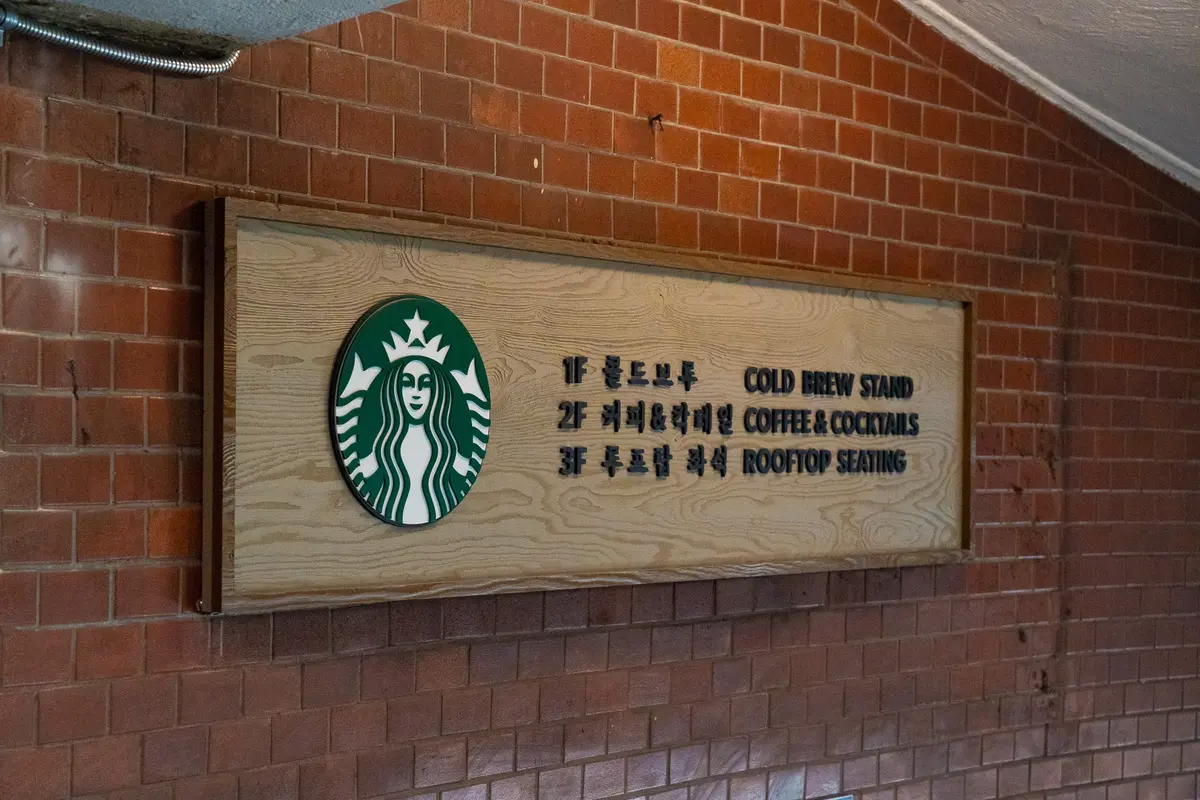 1F 콜드브루 COLD BREW STAND
2F 커피&칵테일 COFFEE & COCKTAILS
3F 루프탑 좌석 ROOFTOP SEATING